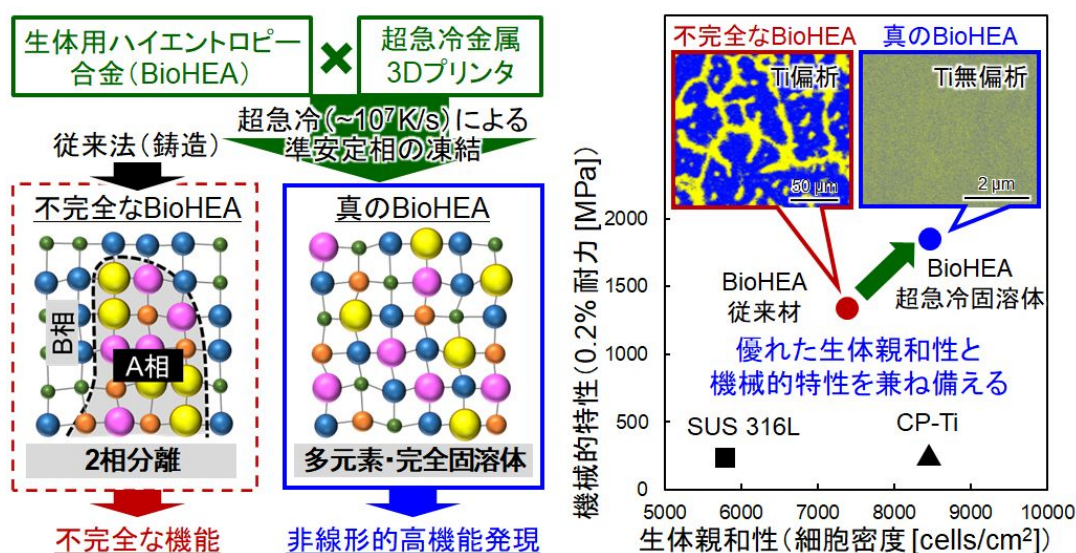 生体用ハイエントロピー
合金(BioHEA)
×
超急冷金属
3Dプリンタ
超急冷(~10⁷K/s)による
準安定相の凍結
従来法(鋳造)
不完全なBioHEA
B相
A相
2相分離
不完全な機能
真のBioHEA
多元素・完全固溶体
非線形的高機能発現
不完全なBioHEA
Ti偏析
50 μm
真のBioHEA
Ti無偏析
2 μm
機械的特性(0.2%耐力[MPa]
2000
1500
1000
500
0
BioHEA
従来材
BioHEA
超急冷固溶体
優れた生体親和性と
機械的特性を兼ね備える
SUS 316L
CP-Ti
5000 6000 7000 8000 9000 10000
生体親和性(細胞密度[cells/cm²])